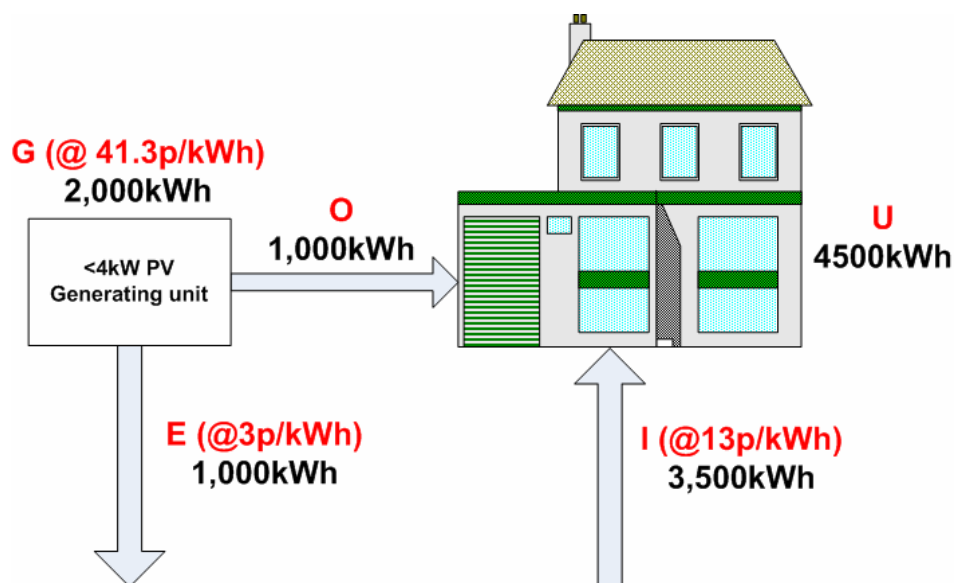 G (@ 41.3p/kWh)
2,000kWh
<4kW PV
Generating unit
O
1,000kWh
U
4500kWh
E (@3p/kWh)
1,000kWh
I (@13p/kWh)
3,500kWh